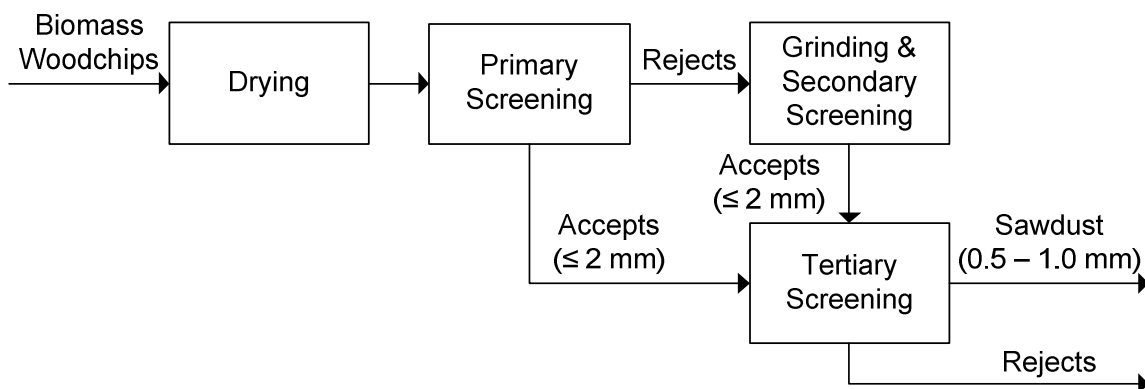 Biomass
Woodchips
Drying
Primary
Screening
Rejects
Grinding &
Secondary
Screening
Accepts
(≤ 2 mm)
Accepts
(≤ 2 mm)
Tertiary
Screening
Sawdust
(0.5 – 1.0 mm)
Rejects